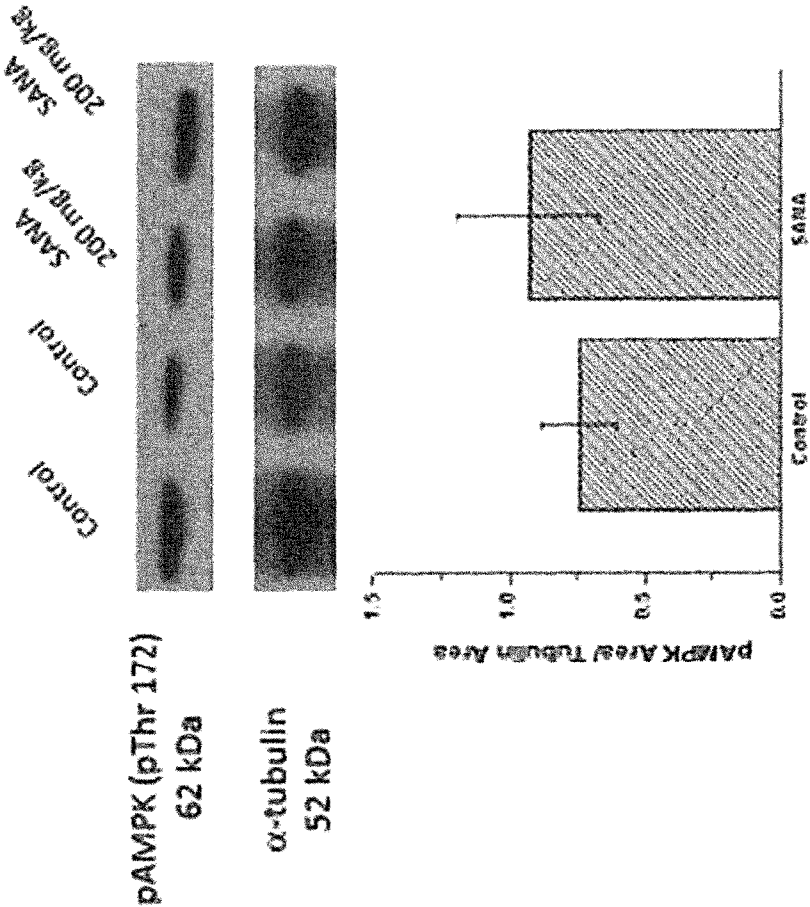 Control
Control
SANA
200 mg/kg
SANA
200 mg/kg
pAMPK (pThr 172)
62 kDa
α-tubulin
52 kDa
pAMPK Area/ Tubulin Area
1.5
1.0
0.5
0.0
Control
SANA